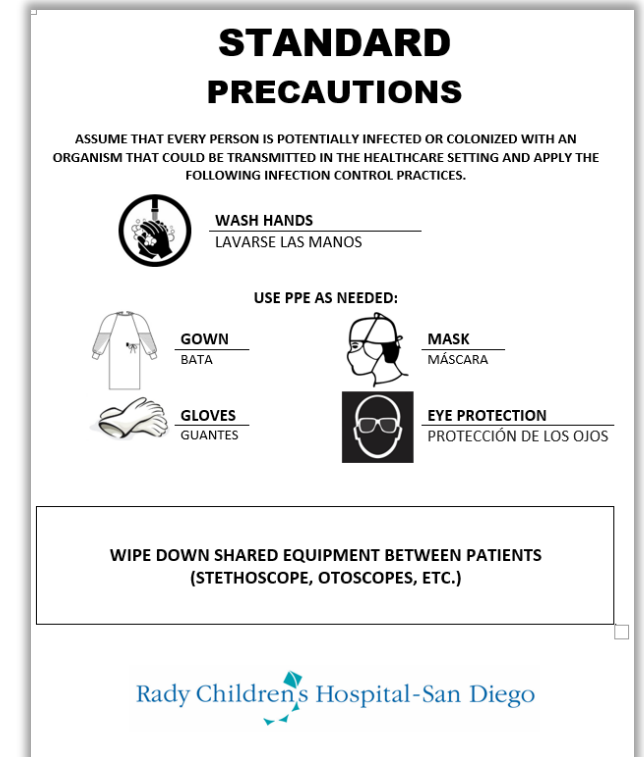 STANDARD
PRECAUTIONS
ASSUME THAT EVERY PERSON IS POTENTIALLY INFECTED OR COLONIZED WITH AN
ORGANISM THAT COULD BE TRANSMITTED IN THE HEALTHCARE SETTING AND APPLY THE
FOLLOWING INFECTION CONTROL PRACTICES.
WASH HANDS
LAVARSE LAS MANOS
USE PPE AS NEEDED:
GOWN
BATA
MASK
MÁSCARA
GLOVES
GUANTES
EYE PROTECTION
PROTECCIÓN DE LOS OJOS
WIPE DOWN SHARED EQUIPMENT BETWEEN PATIENTS
(STETHOSCOPE, OTOSCOPES, ETC.)
Rady Children's Hospital-San Diego